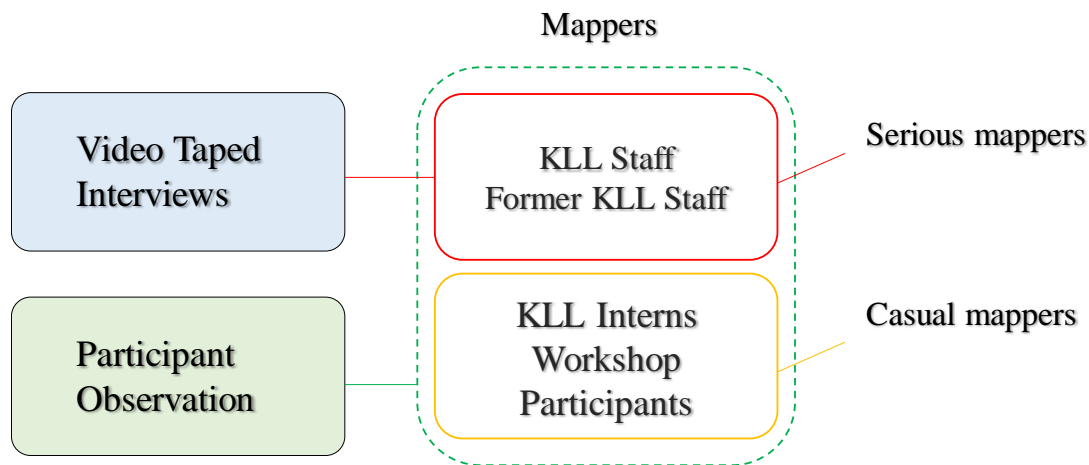 Mappers
Video Taped
Interviews
KLL Staff
Former KLL Staff
Serious mappers
Participant
Observation
KLL Interns
Workshop
Participants
Casual mappers